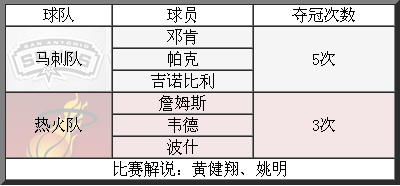 球队 球员 夺冠次数
邓肯
马刺队 帕克 5次
吉诺比利
詹姆斯
热火队 韦德 3次
波什
比赛解说：黄健翔、姚明